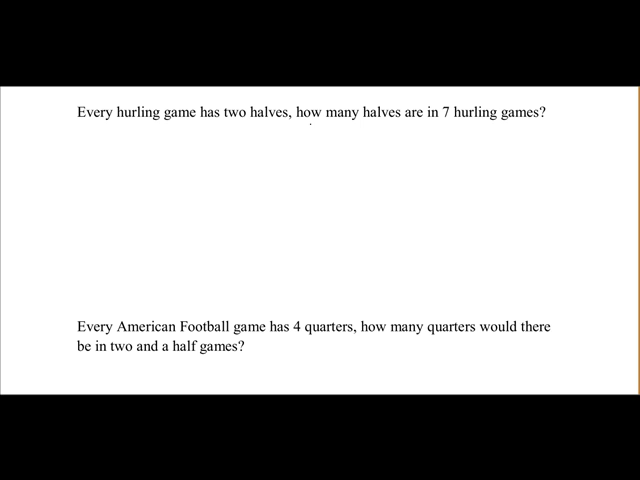 Every hurling game has two halves, how many halves are in 7 hurling games?
Every American Football game has 4 quarters, how many quarters would there
be in two and a half games?